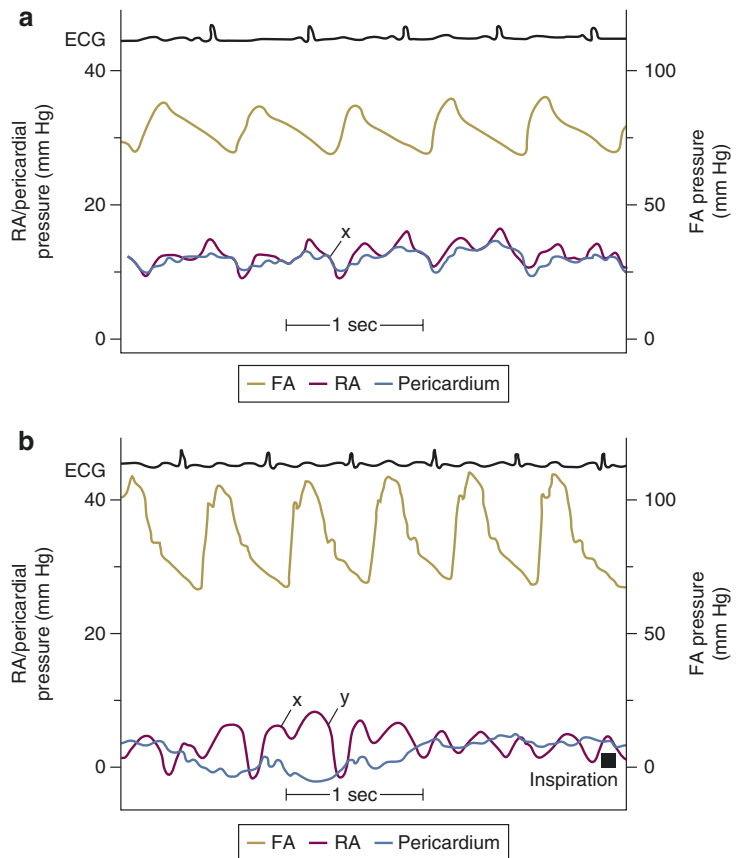 a
ECG
40
20
0
RA/pericardial
pressure (mm Hg)
100
50
0
FA pressure
(mm Hg)
x
1 sec
FA RA Pericardium
b
ECG
40
20
0
RA/pericardial
pressure (mm Hg)
100
50
0
FA pressure
(mm Hg)
x y
Inspiration
1 sec
FA RA Pericardium